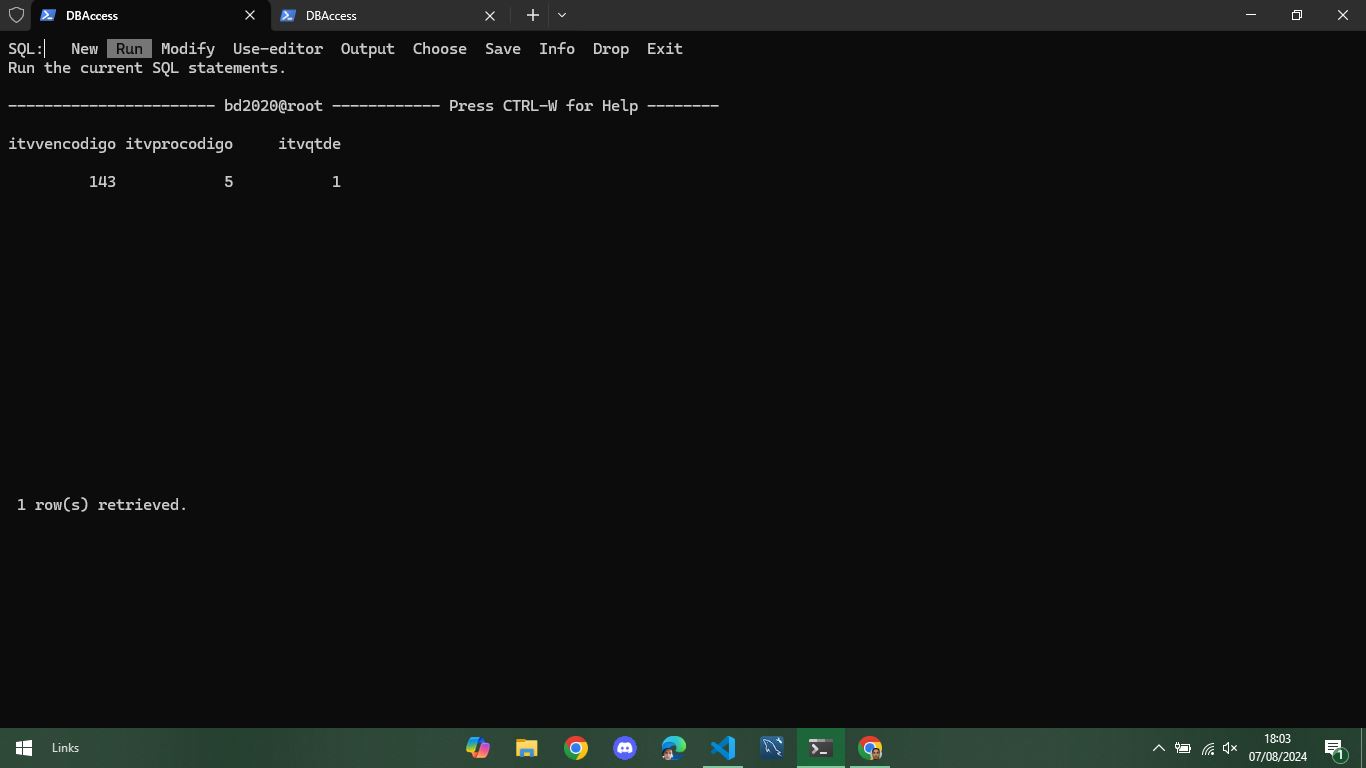 DBAccess DBAccess
SQL: New Run Modify Use-editor Output Choose Save Info Drop Exit
Run the current SQL statements.
----------------------- bd2020@root ------------ Press CTRL-W for Help --------
itvvencodigo itvprocodigo itvqtde
143 5 1
1 row(s) retrieved.
Links
18:03
07/08/2024
1